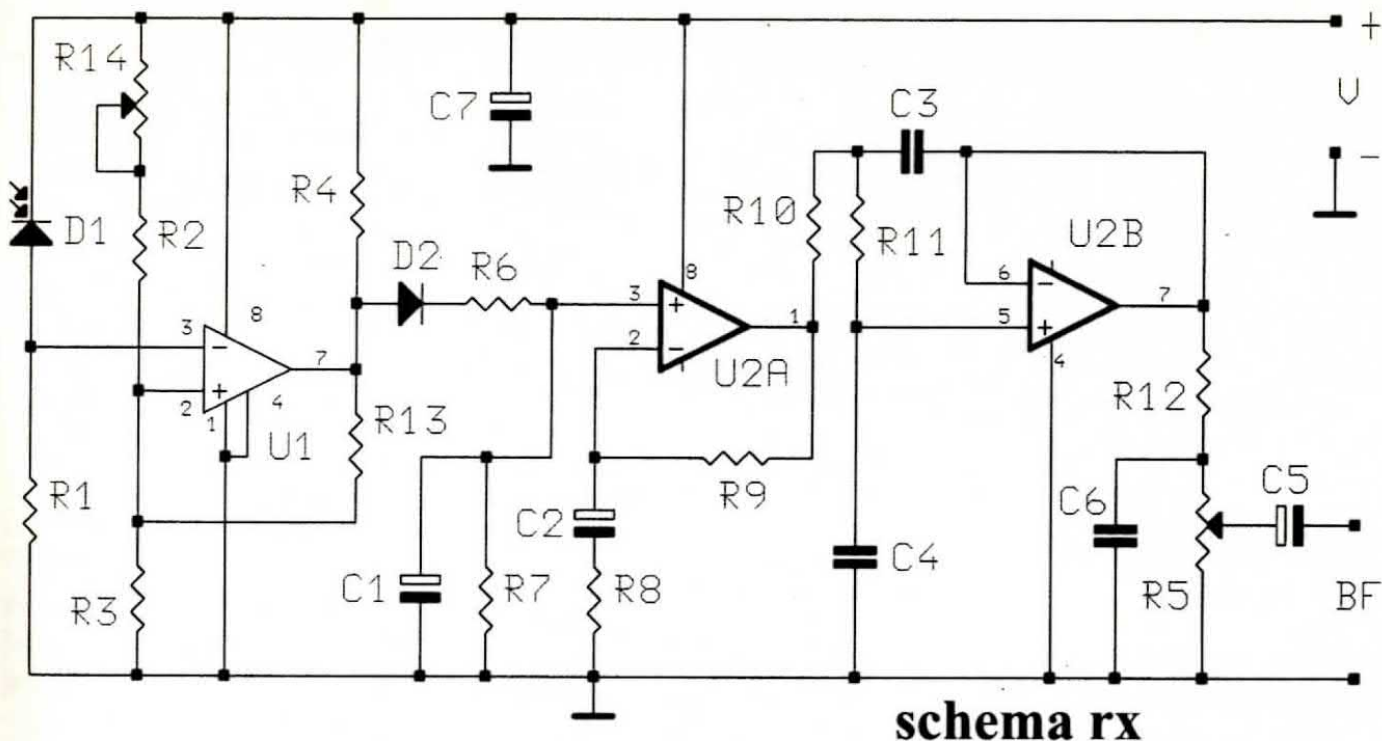 +
R14
C7
C3
V
-
R4
D1
R2
R10
R11
U2B
D2
R6
8
6
-
7
3
+
5
+
8
3
-
1
2
-
7
4
+
2
4
1
U2A
R12
U1
R13
R1
R9
C5
C2
C6
C4
C1
R7
R8
R3
R5
BF
schema rx